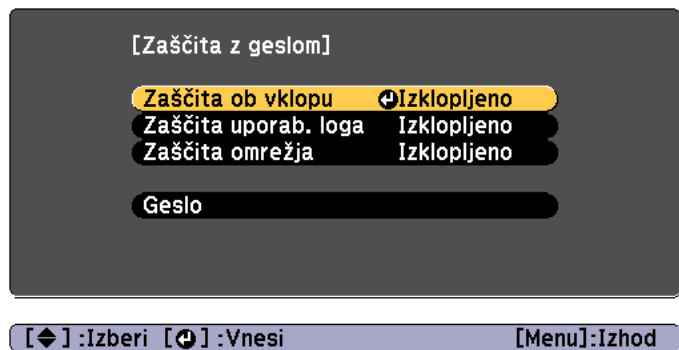 [Zaščita z geslom]
Zaščita ob vklopu Izklopljeno
Zaščita uporab. loga Izklopljeno
Zaščita omrežja Izklopljeno
Geslo
[ ] :Izberi [ ] :Vnesi [Menu]:Izhod